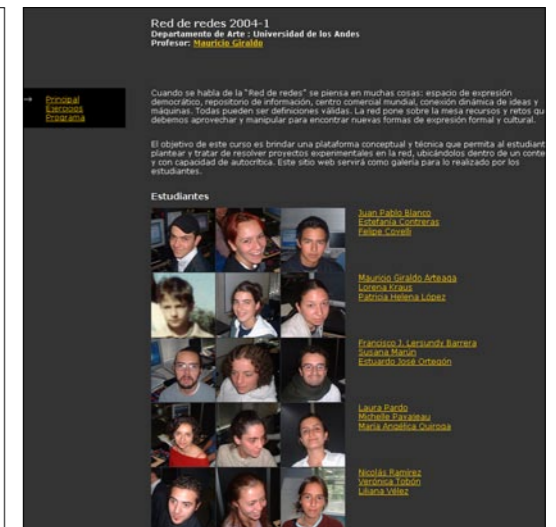 Red de redes 2004-1
Departamento de Arte : Universidad de los Andes
Profesor: Mauricio Giraldo
Principal
Ejercicios
Programa
Cuando se habla de la "Red de redes" se piensa en muchas cosas: espacio de expresión
democrático, repositorio de información, centro comercial mundial, conexión dinámica de ideas y
máquinas. Todas pueden ser definiciones válidas. La red pone sobre la mesa recursos y retos qu
debemos aprovechar y manipular para encontrar nuevas formas de expresión formal y cultural.
El objetivo de este curso es brindar una plataforma conceptual y técnica que permita al estudiant
plantear y tratar de resolver proyectos experimentales en la red, ubicándolos dentro de un conte
y con capacidad de autocrítica. Este sitio web servirá como galería para lo realizado por los
estudiantes.
Estudiantes
Juan Pablo Blanco
Estefanía Contreras
Felipe Covelli
Mauricio Giraldo Arteaga
Lorena Kraus
Patricia Helena López
Francisco J. Lersundy Barrera
Susana Marún
Estuardo José Ortegón
Laura Pardo
Michelle Pavajeau
María Angélica Quiroga
Nicolás Ramírez
Verónica Tobón
Liliana Vélez